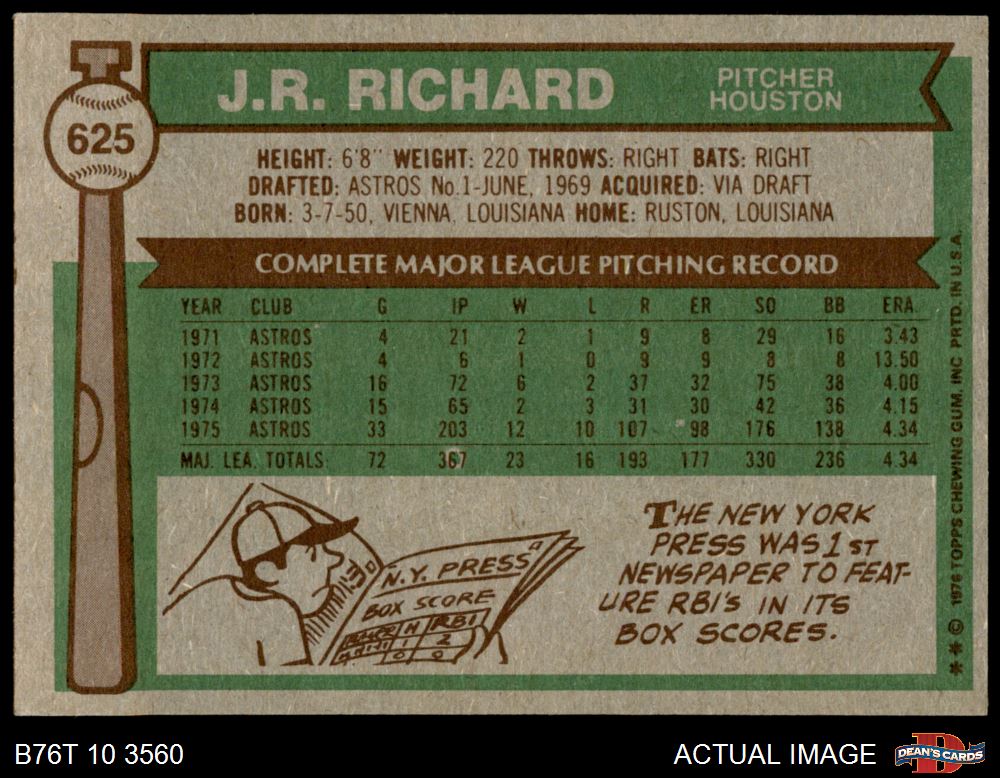 625
J.R. RICHARD
PITCHER
HOUSTON
HEIGHT: 6'8" WEIGHT: 220 THROWS: RIGHT BATS: RIGHT
DRAFTED: ASTROS No.1-JUNE, 1969 ACQUIRED: VIA DRAFT
BORN: 3-7-50, VIENNA, LOUISIANA HOME: RUSTON, LOUISIANA
COMPLETE MAJOR LEAGUE PITCHING RECORD
YEAR CLUB G IP W L R ER SO BB ERA.
1971 ASTROS 4 21 2 1 9 8 29 16 3.43
1972 ASTROS 4 6 1 0 9 9 8 8 13.50
1973 ASTROS 16 72 6 2 37 32 75 38 4.00
1974 ASTROS 15 65 2 3 31 30 42 36 4.15
1975 ASTROS 33 203 12 10 107 98 176 138 4.34
MAJ. LEA. TOTALS 72 367 23 16 193 177 330 236 4.34
N.Y. PRESS
BOX SCORE
H RBI
1 2
0 0
THE NEW YORK
PRESS WAS 1ST
NEWSPAPER TO FEAT-
URE RBI'S IN ITS
BOX SCORES.
** © 1976 TOPPS CHEWING GUM, INC. PRTD. IN U.S.A.
B76T 10 3560
ACTUAL IMAGE
DEAN'S CARDS